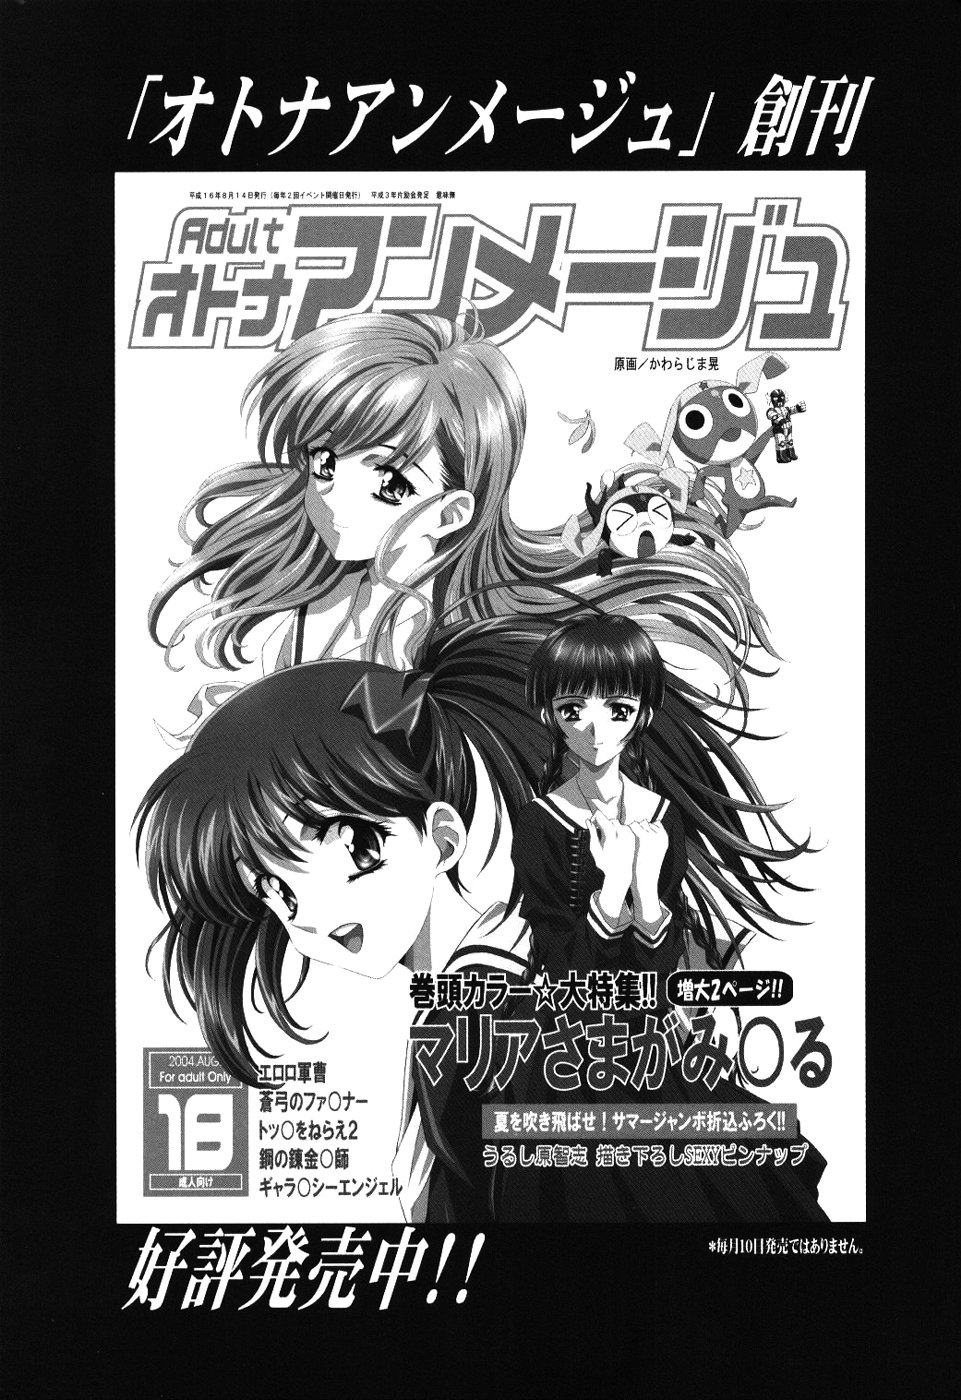 「オトナアンメージュ」創刊
平成16年8月14日発行(毎年2回イベント開催日発行) 平成3年片励会発足 意味無
Adult
オトナアンメージュ
原画/かわらじま晃
巻頭カラー☆大特集!! 増大2ページ!!
マリアさまがみ○る
夏を吹き飛ばせ!サマージャンボ折込ふろく!!
うるし原智志 描き下ろしSEXYピンナップ
2004 AUG.
For adult Only
18
成人向け
エロロ軍曹
蒼弓のファ○ナー
トッ○をねらえ2
鋼の錬金○師
ギャラ○シーエンジェル
好評発売中!!
*毎月10日発売ではありません。